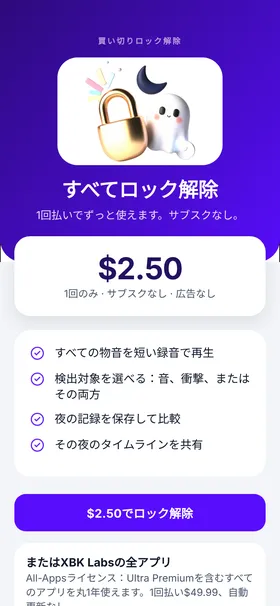 買い切りロック解除
すべてロック解除
1回払いでずっと使えます。サブスクなし。
$2.50
1回のみ · サブスクなし · 広告なし
すべての物音を短い録音で再生
検出対象を選べる：音、衝撃、または
その両方
夜の記録を保存して比較
その夜のタイムラインを共有
$2.50でロック解除
またはXBK Labsの全アプリ
All-Appsライセンス：Ultra Premiumを含むすべて
のアプリを丸1年使えます。1回払い$49.99、自動
更新なし